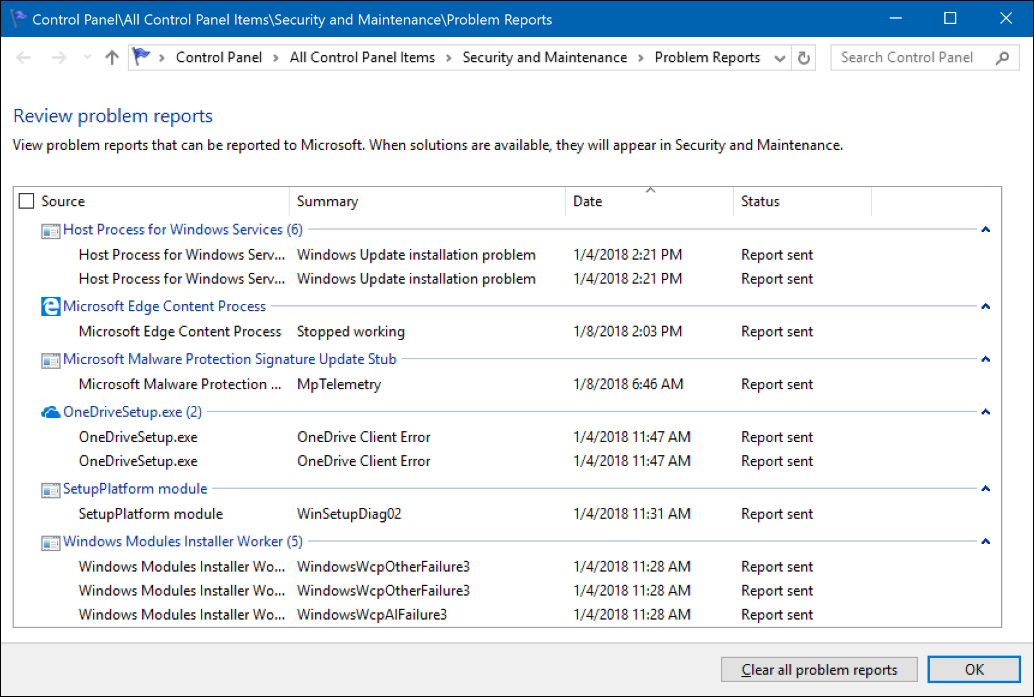 Control Panel\All Control Panel Items\Security and Maintenance\Problem Reports
Control Panel > All Control Panel Items > Security and Maintenance > Problem Reports Search Control Panel
Review problem reports
View problem reports that can be reported to Microsoft. When solutions are available, they will appear in Security and Maintenance.
Source Summary Date Status
Host Process for Windows Services (6)
Host Process for Windows Serv... Windows Update installation problem 1/4/2018 2:21 PM Report sent
Host Process for Windows Serv... Windows Update installation problem 1/4/2018 2:21 PM Report sent
Microsoft Edge Content Process
Microsoft Edge Content Process Stopped working 1/8/2018 2:03 PM Report sent
Microsoft Malware Protection Signature Update Stub
Microsoft Malware Protection ... MpTelemetry 1/8/2018 6:46 AM Report sent
OneDriveSetup.exe (2)
OneDriveSetup.exe OneDrive Client Error 1/4/2018 11:47 AM Report sent
OneDriveSetup.exe OneDrive Client Error 1/4/2018 11:47 AM Report sent
SetupPlatform module
SetupPlatform module WinSetupDiag02 1/4/2018 11:31 AM Report sent
Windows Modules Installer Worker (5)
Windows Modules Installer Wo... WindowsWcpOtherFailure3 1/4/2018 11:28 AM Report sent
Windows Modules Installer Wo... WindowsWcpOtherFailure3 1/4/2018 11:28 AM Report sent
Windows Modules Installer Wo... WindowsWcpAIFailure3 1/4/2018 11:28 AM Report sent
Clear all problem reports OK